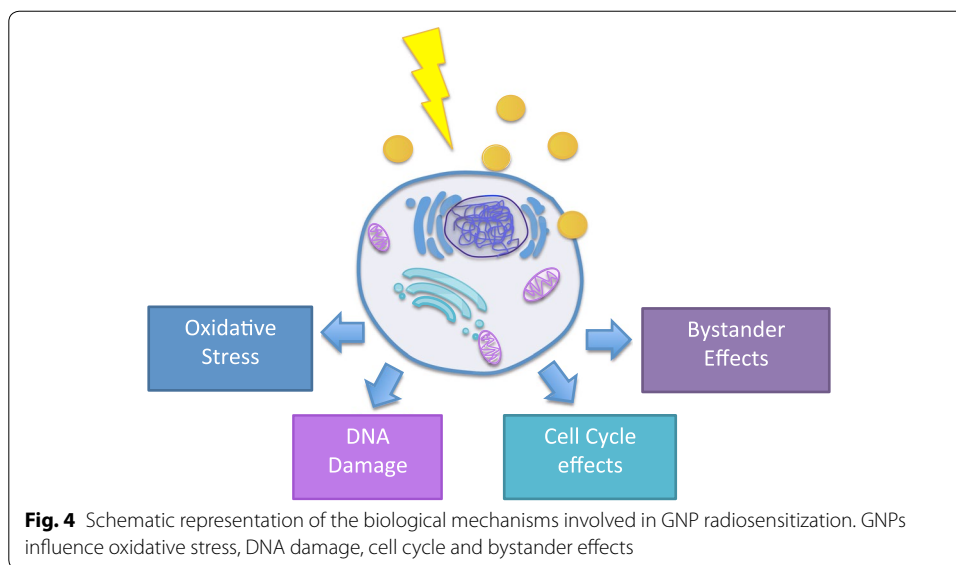 Oxidative
Stress
Bystander
Effects
DNA
Damage
Cell Cycle
effects
Fig. 4 Schematic representation of the biological mechanisms involved in GNP radiosensitization. GNPs
influence oxidative stress, DNA damage, cell cycle and bystander effects